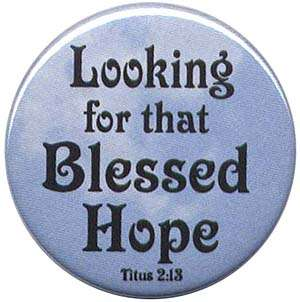 Looking
for that
Blessed
Hope
Titus 2:13